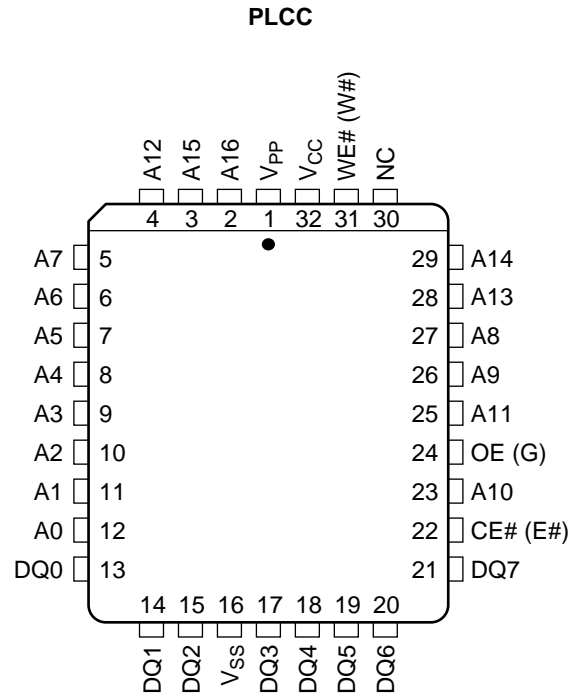 PLCC
A12 A15 A16 VPP VCC WE# (W#) NC
4 3 2 1 32 31 30
A7 5 29 A14
A6 6 28 A13
A5 7 27 A8
A4 8 26 A9
A3 9 25 A11
A2 10 24 OE (G)
A1 11 23 A10
A0 12 22 CE# (E#)
DQ0 13 21 DQ7
14 15 16 17 18 19 20
DQ1 DQ2 VSS DQ3 DQ4 DQ5 DQ6